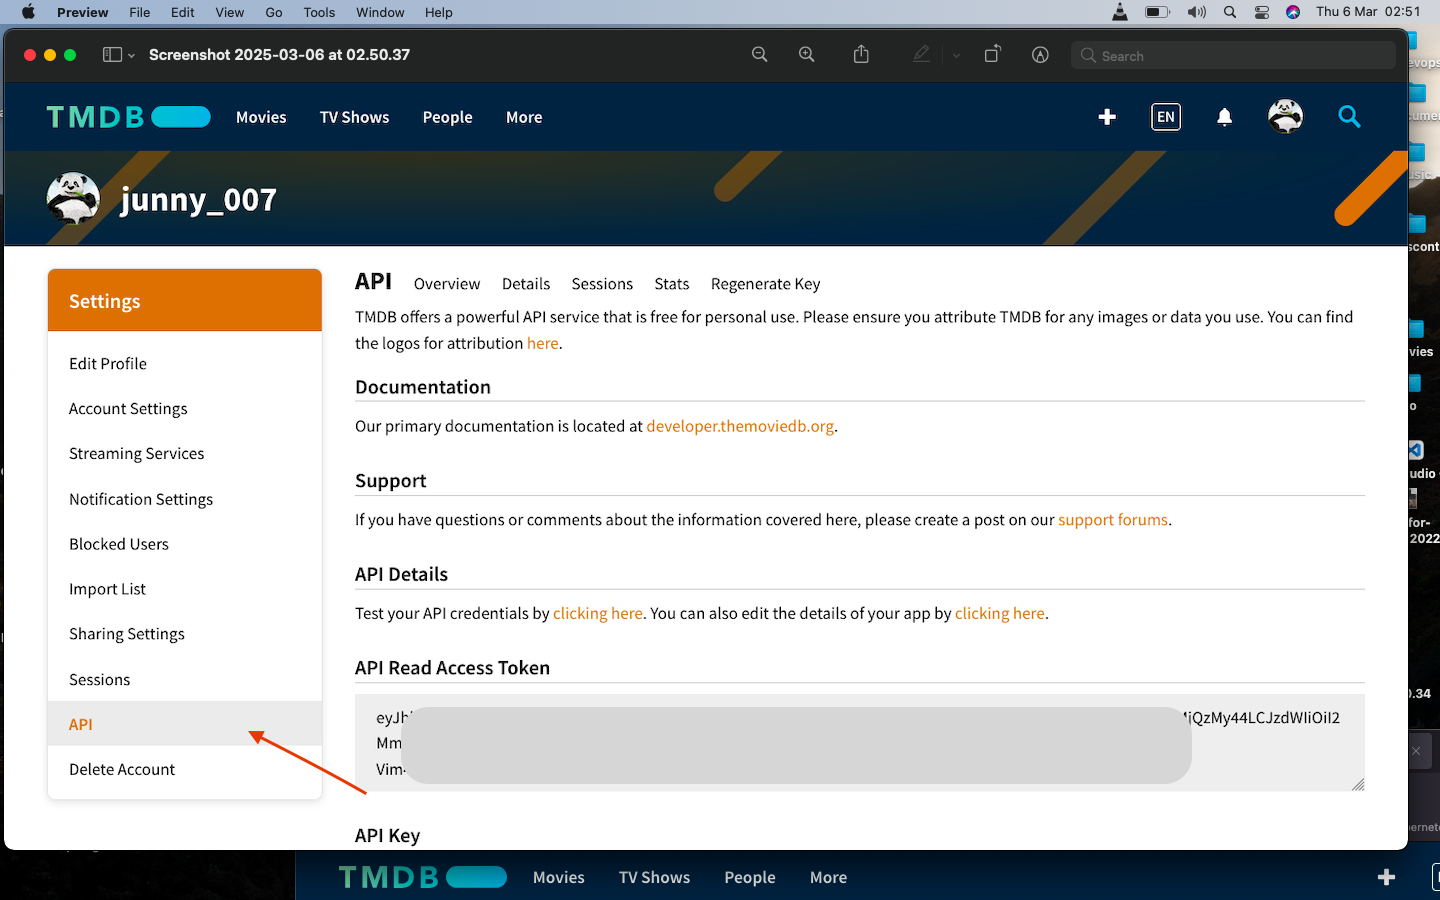 Preview File Edit View Go Tools Window Help Thu 6 Mar 02:51
Screenshot 2025-03-06 at 02.50.37 Search
TMDB Movies TV Shows People More EN
junny_007
Settings
Edit Profile
Account Settings
Streaming Services
Notification Settings
Blocked Users
Import List
Sharing Settings
Sessions
API
Delete Account
API Overview Details Sessions Stats Regenerate Key
TMDB offers a powerful API service that is free for personal use. Please ensure you attribute TMDB for any images or data you use. You can find
the logos for attribution here.
Documentation
Our primary documentation is located at developer.themoviedb.org.
Support
If you have questions or comments about the information covered here, please create a post on our support forums.
API Details
Test your API credentials by clicking here. You can also edit the details of your app by clicking here.
API Read Access Token
eyJh QzMy44LCJzdWIiOiI2
Mm
Vim
API Key
TMDB Movies TV Shows People More
for-
2022